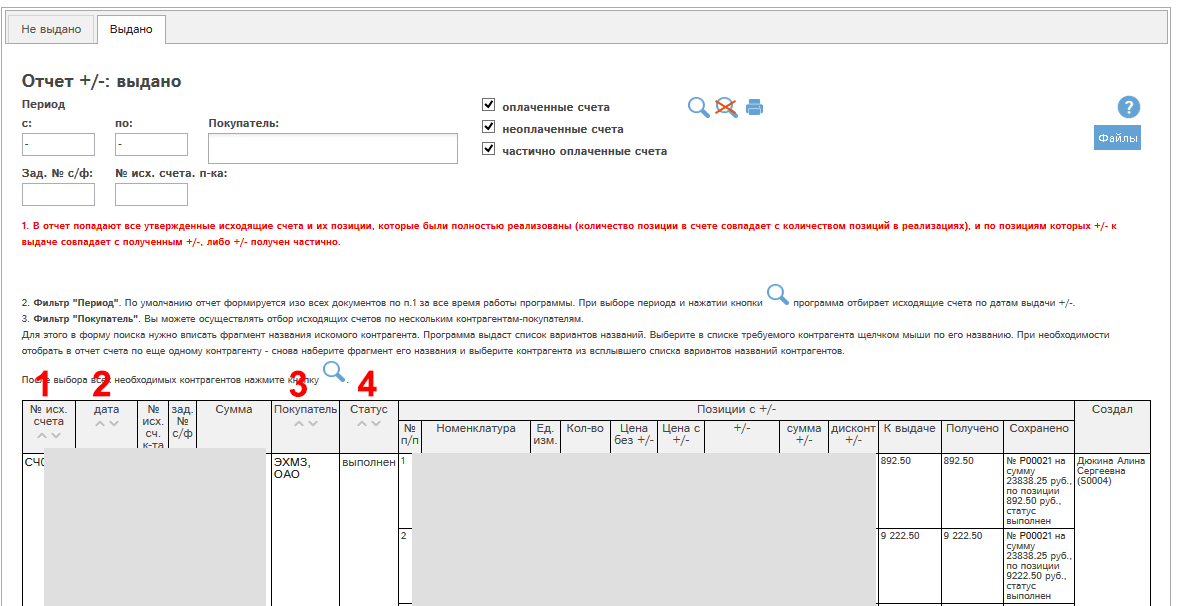 Не выдано
Выдано
Отчет +/-: выдано
Период
с:
по:
Покупатель:
-
-
Зад. № с/ф:
№ исх. счета. п-ка:
оплаченные счета
неоплаченные счета
частично оплаченные счета
?
Файлы
1. В отчет попадают все утвержденные исходящие счета и их позиции, которые были полностью реализованы (количество позиции в счете совпадает с количеством позиций в реализациях), и по позициям которых +/- к
выдаче совпадает с полученным +/-, либо +/- получен частично.
2. Фильтр "Период". По умолчанию отчет формируется изо всех документов по п.1 за все время работы программы. При выборе периода и нажатии кнопки программа отбирает исходящие счета по датам выдачи +/-.
3. Фильтр "Покупатель". Вы можете осуществлять отбор исходящих счетов по нескольким контрагентам-покупателям.
Для этого в форму поиска нужно вписать фрагмент названия искомого контрагента. Программа выдаст список вариантов названий. Выберите в списке требуемого контрагента щелчком мыши по его названию. При необходимости
отобрать в отчет счета по еще одному контрагенту - снова наберите фрагмент его названия и выберите контрагента из всплывшего списка вариантов названий контрагентов.
После выбора всех необходимых контрагентов нажмите кнопку .
1 2 3 4
№ исх.
счета
дата
№
исх.
сч.
к-та
зад.
№
с/ф
Сумма
Покупатель
Статус
Позиции с +/-
Создал
№
п/п
Номенклатура
Ед.
изм.
Кол-во
Цена
без +/-
Цена с
+/-
+/-
сумма
+/-
дисконт
+/-
К выдаче
Получено
Сохранено
СЧ0
ЭХМЗ,
ОАО
выполнен
1
892.50
892.50
№ Р00021 на
сумму
23838.25 руб.,
по позиции
892.50 руб.,
статус
выполнен
Дюкина Алина
Сергеевна
(S0004)
2
9 222.50
9 222.50
№ Р00021 на
сумму
23838.25 руб.,
по позиции
9222.50 руб.,
статус
выполнен